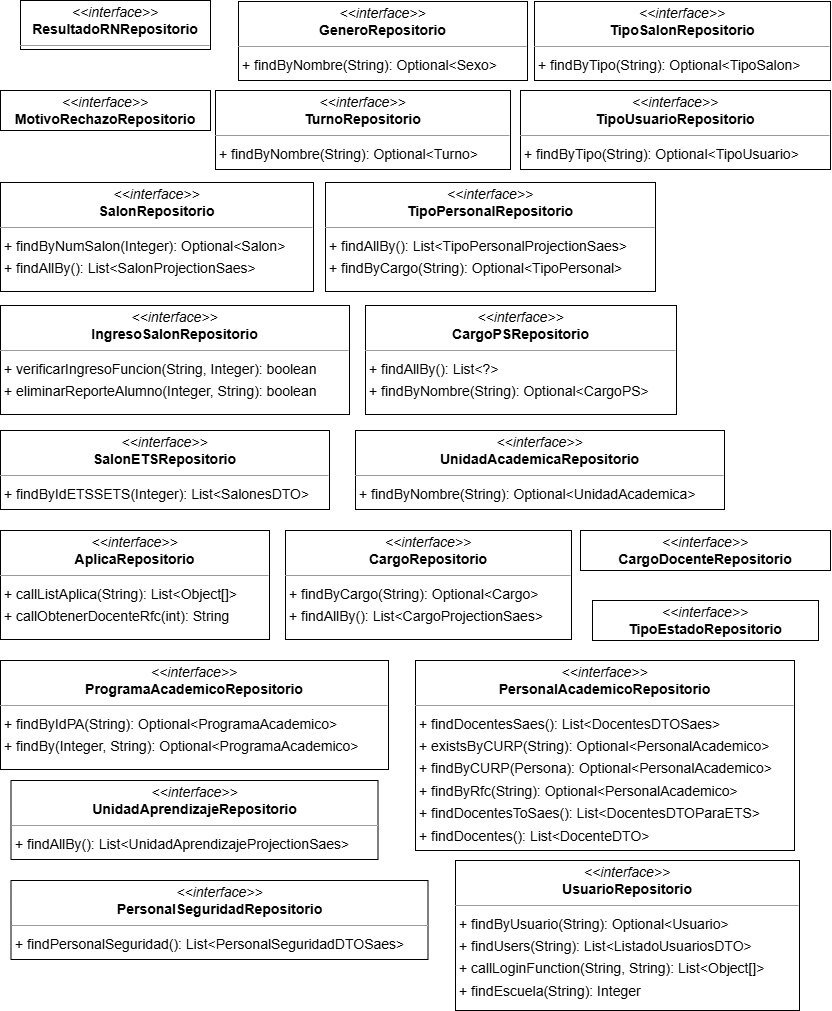 <<interface>>
ResultadoRNRepositorio
<<interface>>
GeneroRepositorio
+ findByNombre(String): Optional<Sexo>
<<interface>>
TipoSalonRepositorio
+ findByTipo(String): Optional<TipoSalon>
<<interface>>
MotivoRechazoRepositorio
<<interface>>
TurnoRepositorio
+ findByNombre(String): Optional<Turno>
<<interface>>
TipoUsuarioRepositorio
+ findByTipo(String): Optional<TipoUsuario>
<<interface>>
SalonRepositorio
+ findByNumSalon(Integer): Optional<Salon>
+ findAllBy(): List<SalonProjectionSaes>
<<interface>>
TipoPersonalRepositorio
+ findAllBy(): List<TipoPersonalProjectionSaes>
+ findByCargo(String): Optional<TipoPersonal>
<<interface>>
IngresoSalonRepositorio
+ verificarIngresoFuncion(String, Integer): boolean
+ eliminarReporteAlumno(Integer, String): boolean
<<interface>>
CargoPSRepositorio
+ findAllBy(): List<?>
+ findByNombre(String): Optional<CargoPS>
<<interface>>
SalonETSRepositorio
+ findByIdETSSETS(Integer): List<SalonesDTO>
<<interface>>
UnidadAcademicaRepositorio
+ findByNombre(String): Optional<UnidadAcademica>
<<interface>>
AplicaRepositorio
+ callListAplica(String): List<Object[]>
+ callObtenerDocenteRfc(int): String
<<interface>>
CargoRepositorio
+ findByCargo(String): Optional<Cargo>
+ findAllBy(): List<CargoProjectionSaes>
<<interface>>
CargoDocenteRepositorio
<<interface>>
TipoEstadoRepositorio
<<interface>>
ProgramaAcademicoRepositorio
+ findByIdPA(String): Optional<ProgramaAcademico>
+ findBy(Integer, String): Optional<ProgramaAcademico>
<<interface>>
PersonalAcademicoRepositorio
+ findDocentesSaes(): List<DocentesDTOSaes>
+ existsByCURP(String): Optional<PersonalAcademico>
+ findByCURP(Persona): Optional<PersonalAcademico>
+ findByRfc(String): Optional<PersonalAcademico>
+ findDocentesToSaes(): List<DocentesDTOParaETS>
+ findDocentes(): List<DocenteDTO>
<<interface>>
UnidadAprendizajeRepositorio
+ findAllBy(): List<UnidadAprendizajeProjectionSaes>
<<interface>>
PersonalSeguridadRepositorio
+ findPersonalSeguridad(): List<PersonalSeguridadDTOSaes>
<<interface>>
UsuarioRepositorio
+ findByUsuario(String): Optional<Usuario>
+ findUsers(String): List<ListadoUsuariosDTO>
+ callLoginFunction(String, String): List<Object[]>
+ findEscuela(String): Integer